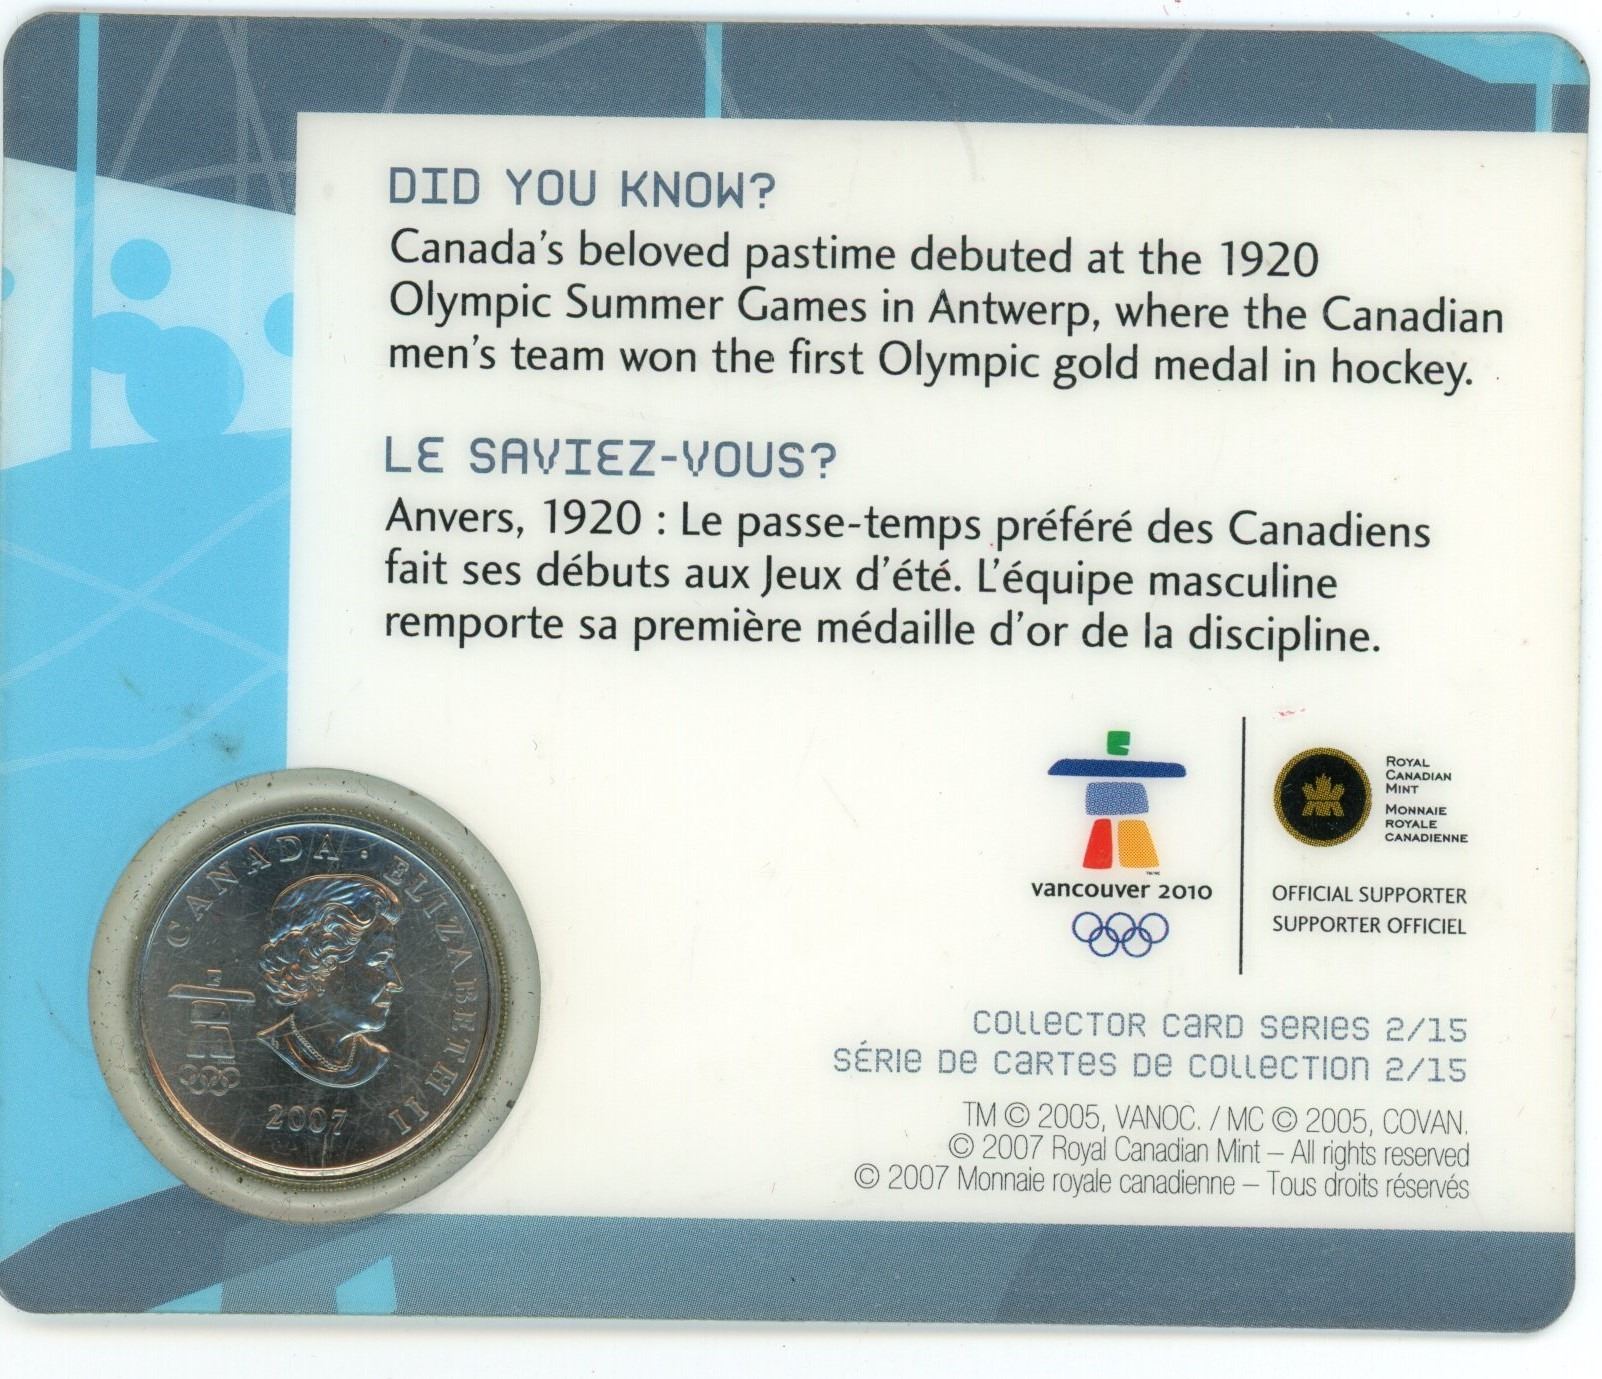 DID YOU KNOW?
Canada's beloved pastime debuted at the 1920
Olympic Summer Games in Antwerp, where the Canadian
men's team won the first Olympic gold medal in hockey.
LE SAVIEZ-VOUS?
Anvers, 1920 : Le passe-temps préféré des Canadiens
fait ses débuts aux Jeux d'été. L'équipe masculine
remporte sa première médaille d'or de la discipline.
TM/MC
vancouver 2010
ROYAL
CANADIAN
MINT
MONNAIE
ROYALE
CANADIENNE
OFFICIAL SUPPORTER
SUPPORTER OFFICIEL
CANADA · ELIZABETH II
2007
COLLECTOR CARD SERIES 2/15
SÉRIE DE CARTES DE COLLECTION 2/15
TM © 2005, VANOC. / MC © 2005, COVAN.
© 2007 Royal Canadian Mint – All rights reserved
© 2007 Monnaie royale canadienne – Tous droits réservés